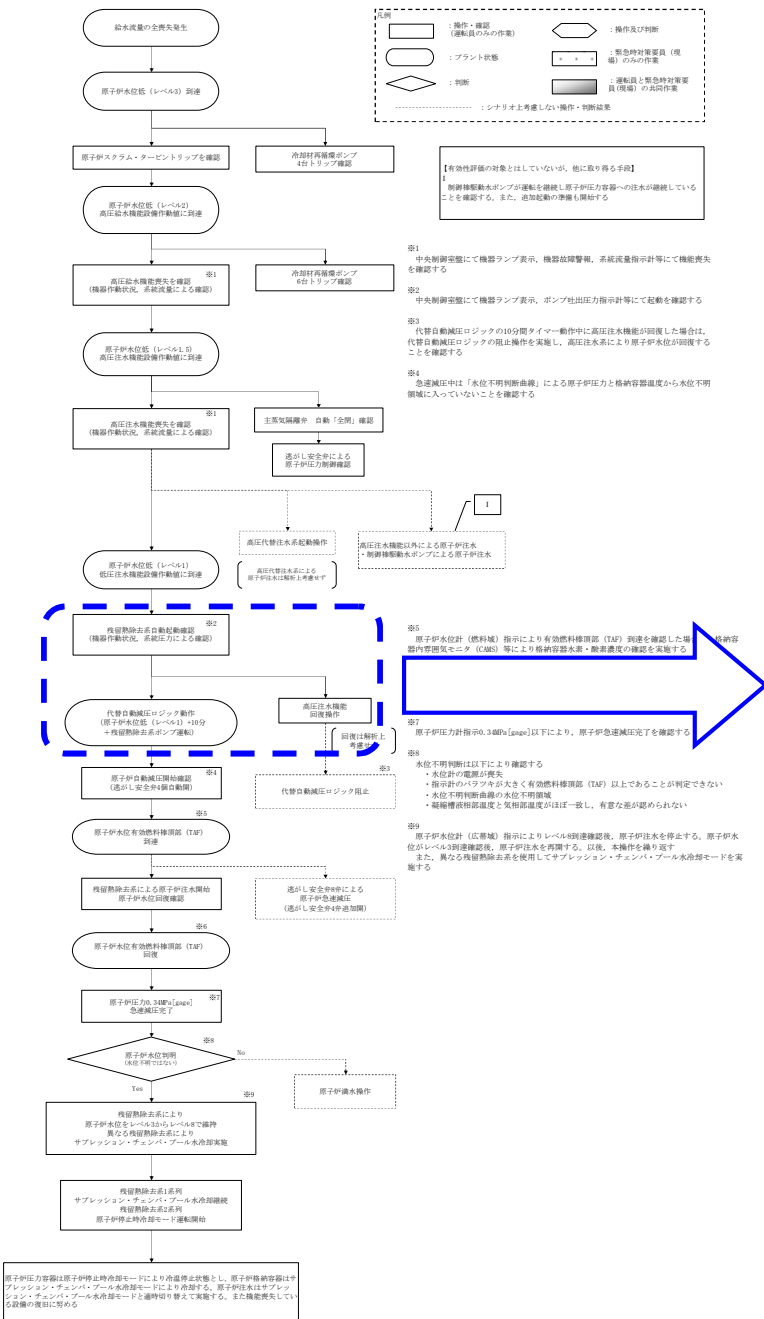 給水流量の全喪失発生
凡例
：操作・確認
（運転員のみの作業）
：操作及び判断
：プラント状態
：緊急時対策要員（現
場）のみの作業
：判断
：運転員と緊急時対策要
員(現場）の共同作業
：シナリオ上考慮しない操作・判断結果
原子炉水位低（レベル3）到達
原子炉スクラム・タービントリップを確認
冷却材再循環ポンプ
4台トリップ確認
【有効性評価の対象とはしていないが、他に取り得る手段】
I
制御棒駆動水ポンプが運転を継続し原子炉圧力容器への注水が継続している
ことを確認する。また、追加起動の準備も開始する
原子炉水位低（レベル2）
高圧給水機能設備作動値に到達
※1
高圧給水機能喪失を確認
（機器作動状況、系統流量による確認）
冷却材再循環ポンプ
6台トリップ確認
※1
中央制御室盤にて機器ランプ表示、機器故障警報、系統流量指示計等にて機能喪失
を確認する
※2
中央制御室盤にて機器ランプ表示、ポンプ吐出圧力指示計等にて起動を確認する
※3
代替自動減圧ロジックの10分間タイマー動作中に高圧注水機能が回復した場合は、
代替自動減圧ロジックの阻止操作を実施し、高圧注水系により原子炉水位が回復する
ことを確認する
※4
急速減圧中は「水位不明判断曲線」による原子炉圧力と格納容器温度から水位不明
領域に入っていないことを確認する
原子炉水位低（レベル1.5）
高圧注水機能設備作動値に到達
※1
高圧注水機能喪失を確認
（機器作動状況、系統流量による確認）
主蒸気隔離弁　自動「全閉」確認
逃がし安全弁による
原子炉圧力制御確認
I
高圧代替注水系起動操作
高圧注水機能以外による原子炉注水
・制御棒駆動水ポンプによる原子炉注水
原子炉水位低（レベル1）
低圧注水機能設備作動値に到達
高圧代替注水系による
原子炉注水は解析上考慮せず
※2
残留熱除去系自動起動確認
（機器作動状況、系統圧力による確認）
※5
原子炉水位計（燃料域）指示により有効燃料棒頂部（TAF）到達を確認した場
格納容
器内雰囲気モニタ（CAMS）等により格納容器水素・酸素濃度の確認を実施する
代替自動減圧ロジック動作
（原子炉水位低（レベル1）+10分
＋残留熱除去系ポンプ運転）
高圧注水機能
回復操作
回復は解析上
考慮せ
※3
代替自動減圧ロジック阻止
※7
原子炉圧力計指示0.34MPa[gage]以下により、原子炉急速減圧完了を確認する
※8
水位不明判断は以下により確認する
・水位計の電源が喪失
・指示計のバラツキが大きく有効燃料棒頂部（TAF）以上であることが判定できない
・水位不明判断曲線の水位不明領域
・凝縮槽液相部温度と気相部温度がほぼ一致し、有意な差が認められない
※9
原子炉水位計（広帯域）指示によりレベル8到達確認後、原子炉注水を停止する。原子炉水
位がレベル3到達確認後、原子炉注水を再開する。以後、本操作を繰り返す
また、異なる残留熱除去系を使用してサプレッション・チェンバ・プール水冷却モードを実
施する
※4
原子炉自動減圧開始確認
（逃がし安全弁4個自動開）
※5
原子炉水位有効燃料棒頂部（TAF）
到達
残留熱除去系による原子炉注水開始
原子炉水位回復確認
逃がし安全弁8弁による
原子炉急速減圧
（逃がし安全弁4弁追加開）
※6
原子炉水位有効燃料棒頂部（TAF）
回復
※7
原子炉圧力0.34MPa[gage]
急速減圧完了
※8
原子炉水位判明
（水位不明ではない）
No
Yes
原子炉満水操作
※9
残留熱除去系により
原子炉水位をレベル3からレベル8で維持
異なる残留熱除去系により
サプレッション・チェンバ・プール水冷却実施
残留熱除去系1系列
サプレッション・チェンバ・プール水冷却継続
残留熱除去系2系列
原子炉停止時冷却モード運転開始
原子炉圧力容器は原子炉停止時冷却モードにより冷温停止状態とし、原子炉格納容器はサ
プレッション・チェンバ・プール水冷却モードにより冷却する。原子炉注水はサプレッ
ション・チェンバ・プール水冷却モードと適時切り替えて実施する。また機能喪失してい
る設備の復旧に努める